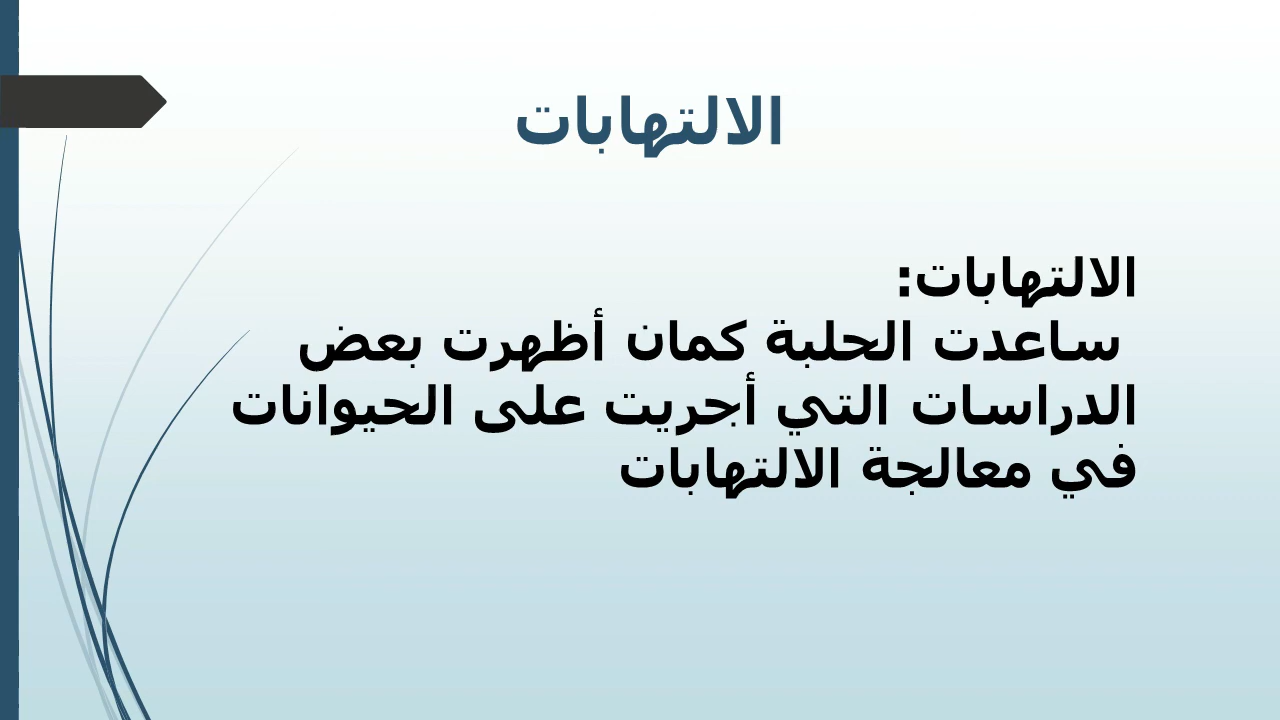 الالتهابات
الالتهابات:
ساعدت الحلبة كمان أظهرت بعض
الدراسات التي أجريت على الحيوانات
في معالجة الالتهابات